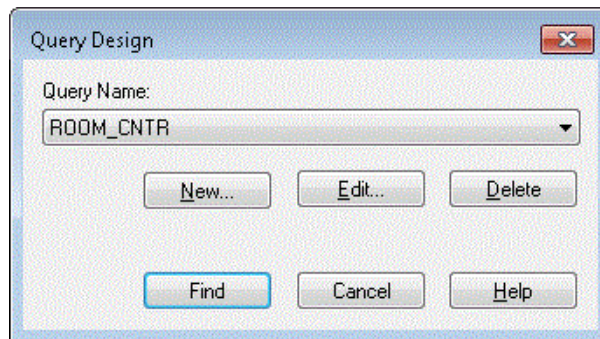 Query Design
Query Name:
ROOM_CNTR
New... Edit... Delete
Find Cancel Help